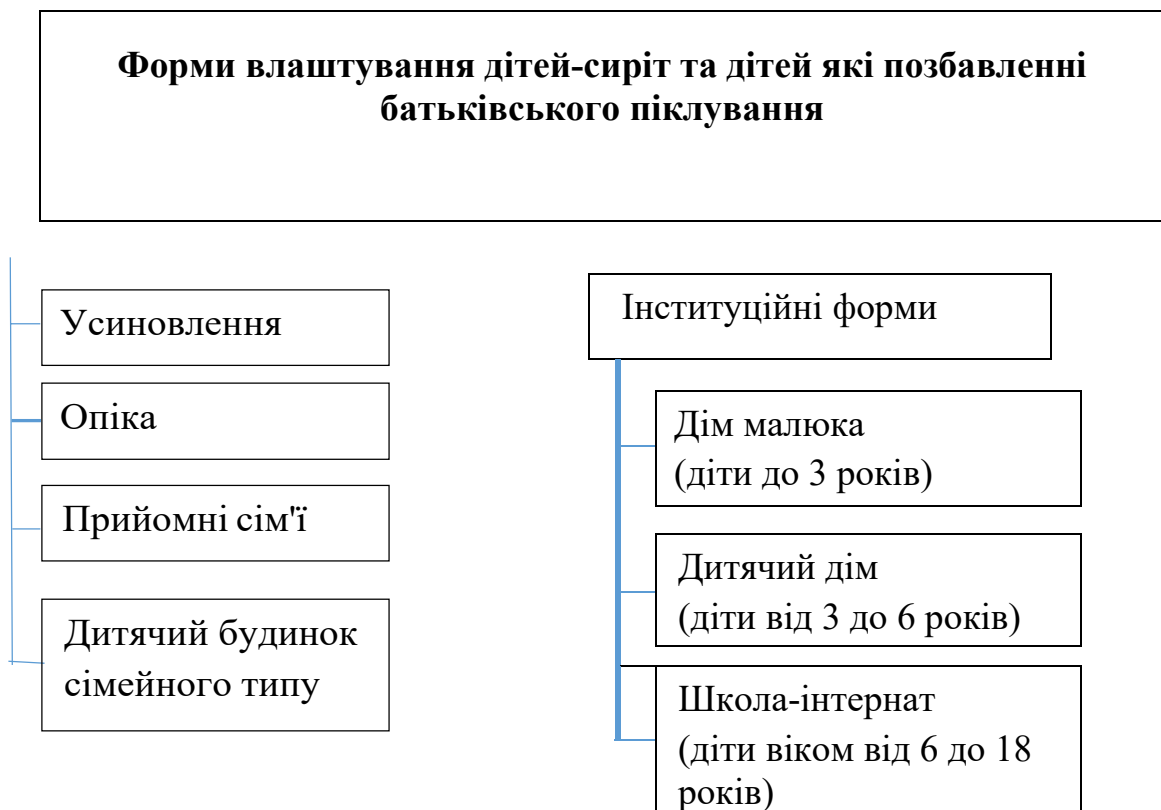 Форми влаштування дітей-сиріт та дітей які позбавленні
батьківського піклування
Усиновлення
Опіка
Прийомні сім'ї
Дитячий будинок
сімейного типу
Інституційні форми
Дім малюка
(діти до 3 років)
Дитячий дім
(діти від 3 до 6 років)
Школа-інтернат
(діти віком від 6 до 18
років)